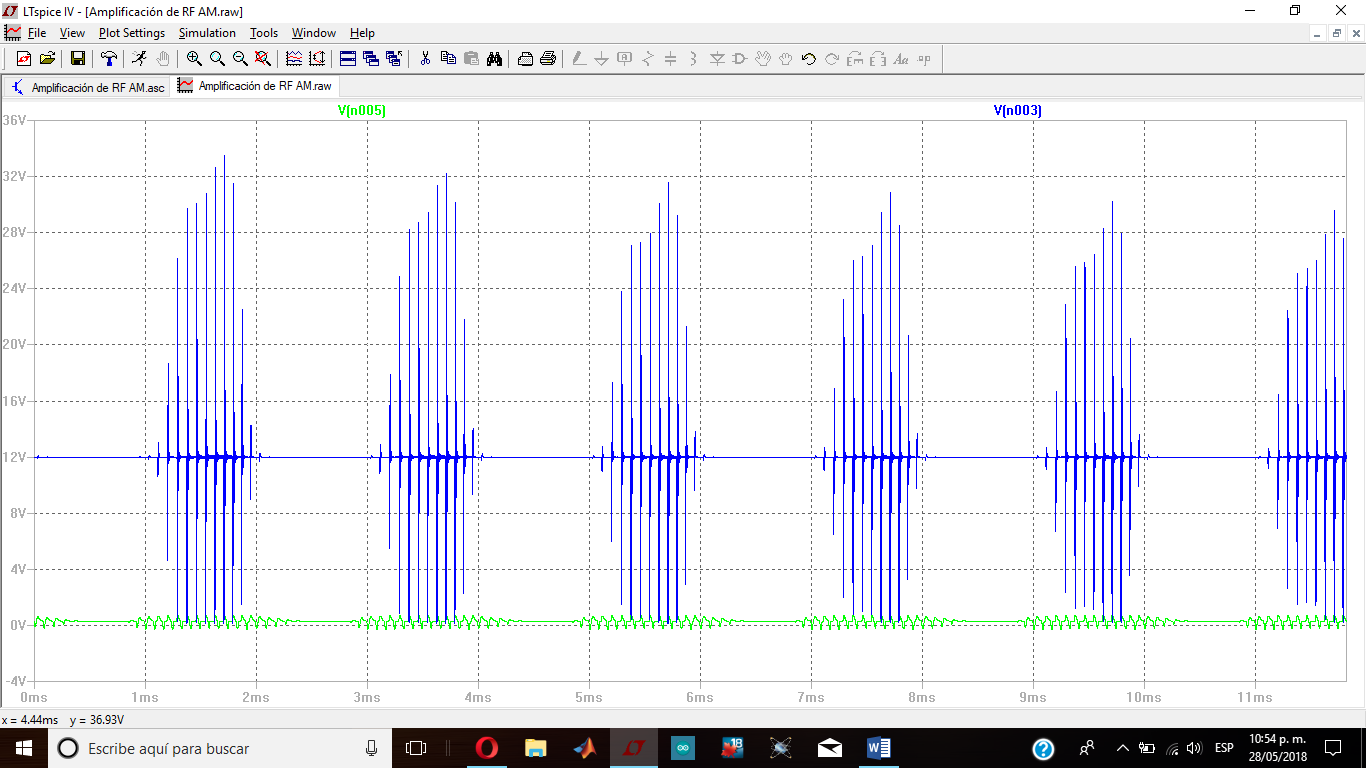 LTspice IV - [Amplificación de RF AM.raw]
File View Plot Settings Simulation Tools Window Help
Amplificación de RF AM.asc Amplificación de RF AM.raw
V(n005) V(n003)
36V
32V
28V
24V
20V
16V
12V
8V
4V
0V
-4V
0ms 1ms 2ms 3ms 4ms 5ms 6ms 7ms 8ms 9ms 10ms 11ms
x = 4.44ms y = 36.93V
Escribe aquí para buscar
18
ESP
10:54 p. m.
28/05/2018